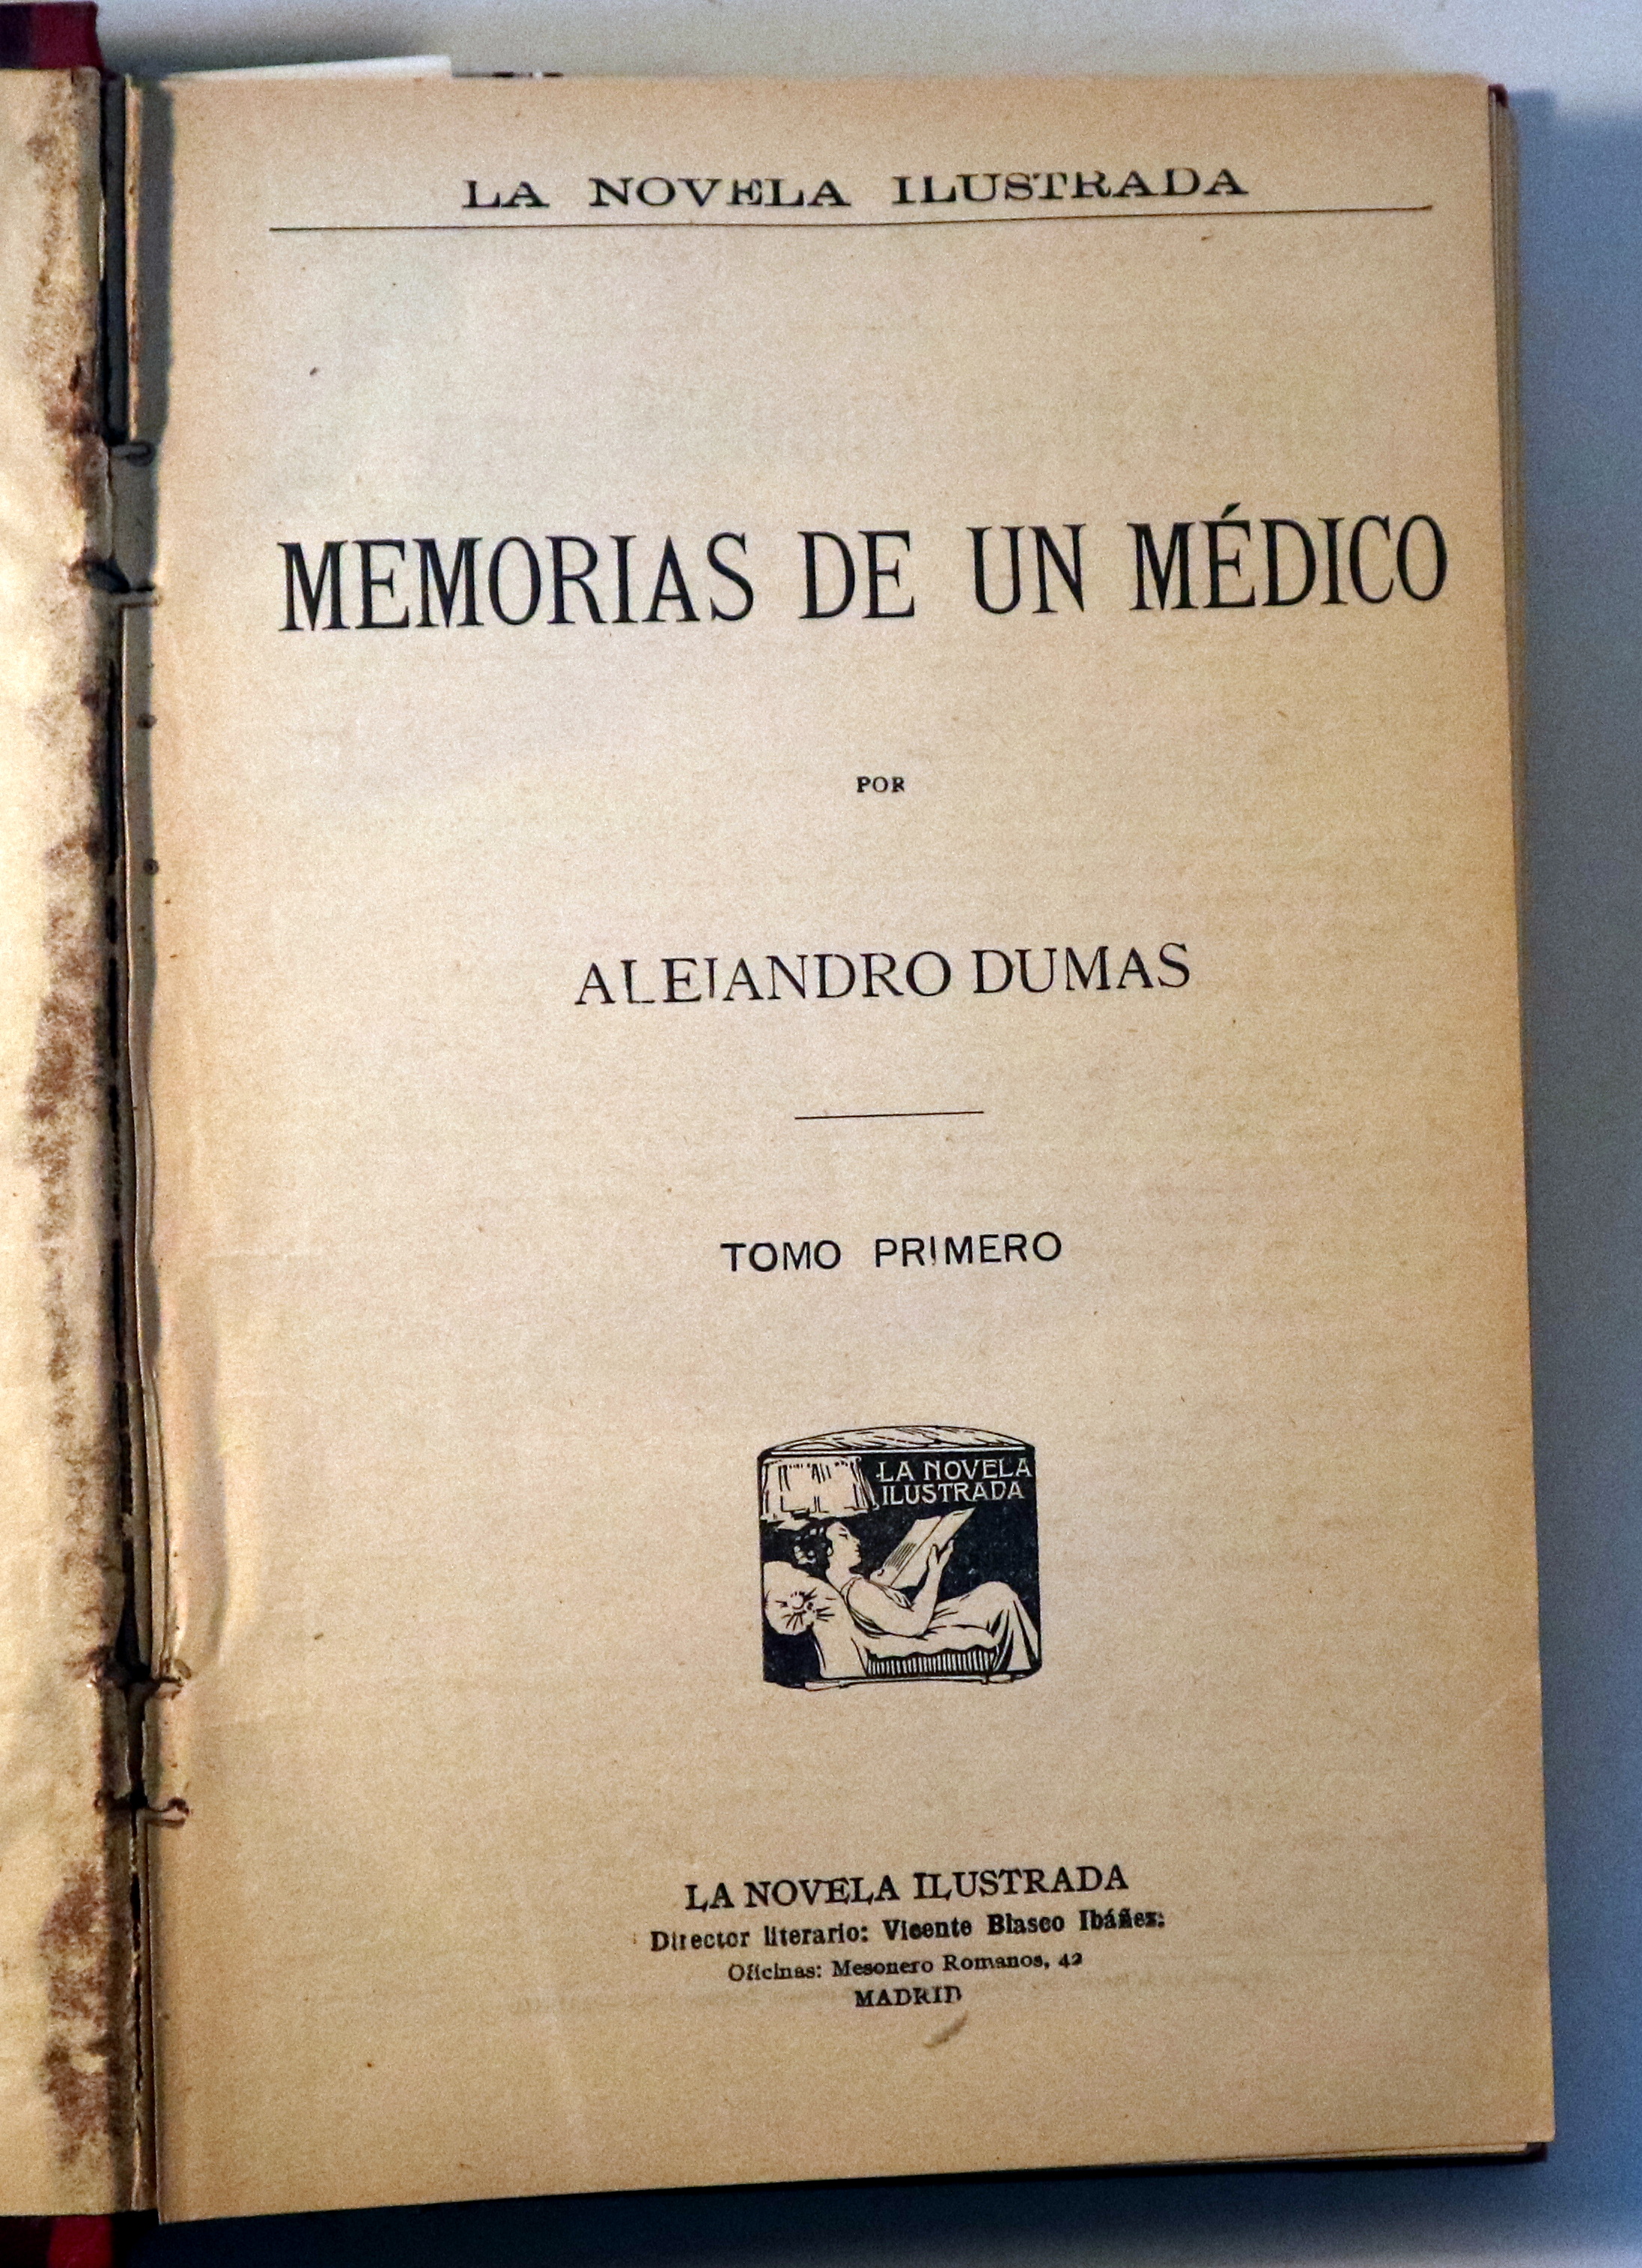 LA NOVELA ILUSTRADA
MEMORIAS DE UN MÉDICO
POR
ALEJANDRO DUMAS
TOMO PRIMERO
LA NOVELA
ILUSTRADA
LA NOVELA ILUSTRADA
Director literario: Vicente Blasco Ibáñez:
Oficinas: Mesonero Romanos, 42
MADRID